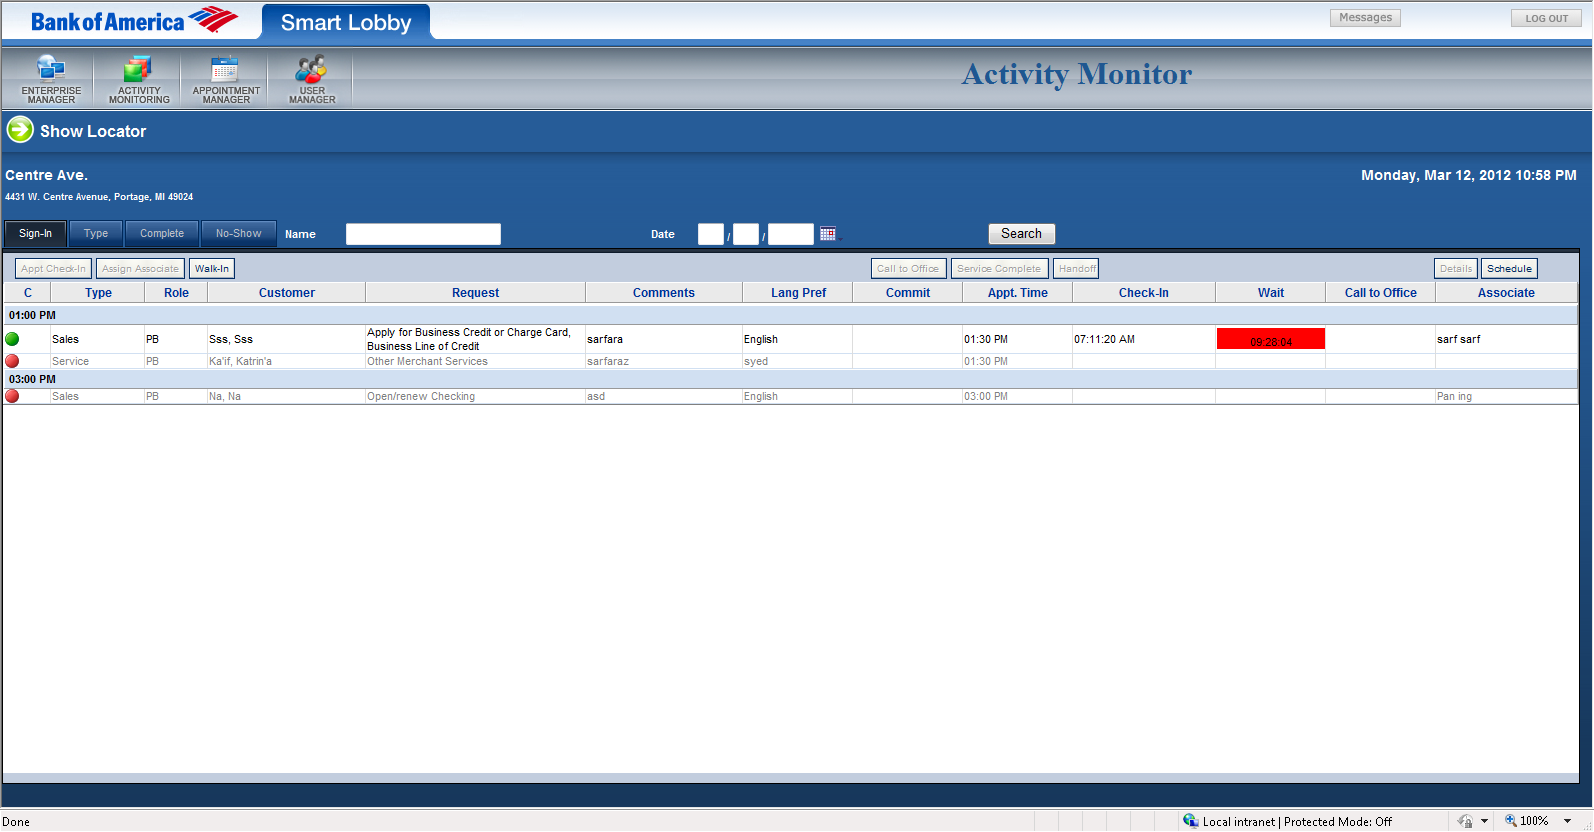 Bank of America
Smart Lobby
Messages
LOG OUT
ENTERPRISE
MANAGER
ACTIVITY
MONITORING
APPOINTMENT
MANAGER
USER
MANAGER
Activity Monitor
Show Locator
Centre Ave.
Monday, Mar 12, 2012 10:58 PM
4431 W. Centre Avenue, Portage, MI 49024
Sign-In Type Complete No-Show Name Date / / Search
Appt Check-In Assign Associate Walk-In Call to Office Service Complete Handoff Details Schedule
C Type Role Customer Request Comments Lang Pref Commit Appt. Time Check-In Wait Call to Office Associate
01:00 PM
Sales PB Sss, Sss Apply for Business Credit or Charge Card, sarfara English 01:30 PM 07:11:20 AM 09:28:04 sarf sarf
Business Line of Credit
Service PB Ka'if, Katrin'a Other Merchant Services sarfaraz syed 01:30 PM
03:00 PM
Sales PB Na, Na Open/renew Checking asd English 03:00 PM Pan ing
Done Local intranet | Protected Mode: Off 100%